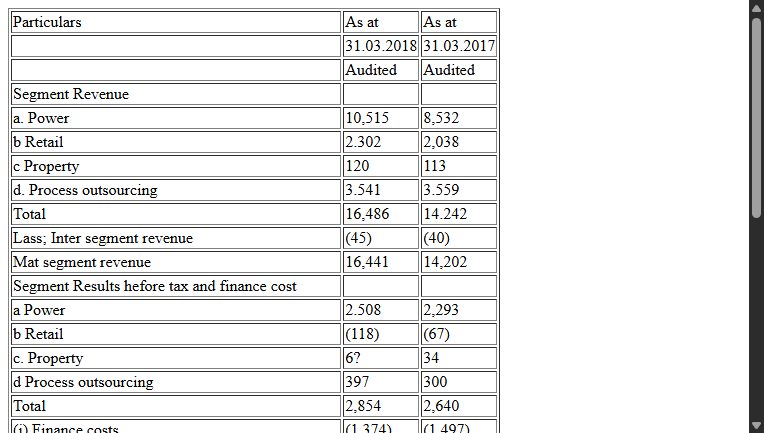 Particulars As at As at
31.03.2018 31.03.2017
Audited Audited
Segment Revenue
a. Power 10,515 8,532
b Retail 2.302 2,038
c Property 120 113
d. Process outsourcing 3.541 3.559
Total 16,486 14.242
Lass; Inter segment revenue (45) (40)
Mat segment revenue 16,441 14,202
Segment Results hefore tax and finance cost
a Power 2.508 2,293
b Retail (118) (67)
c. Property 6? 34
d Process outsourcing 397 300
Total 2,854 2,640
(i) Finance costs (1,374) (1,497)